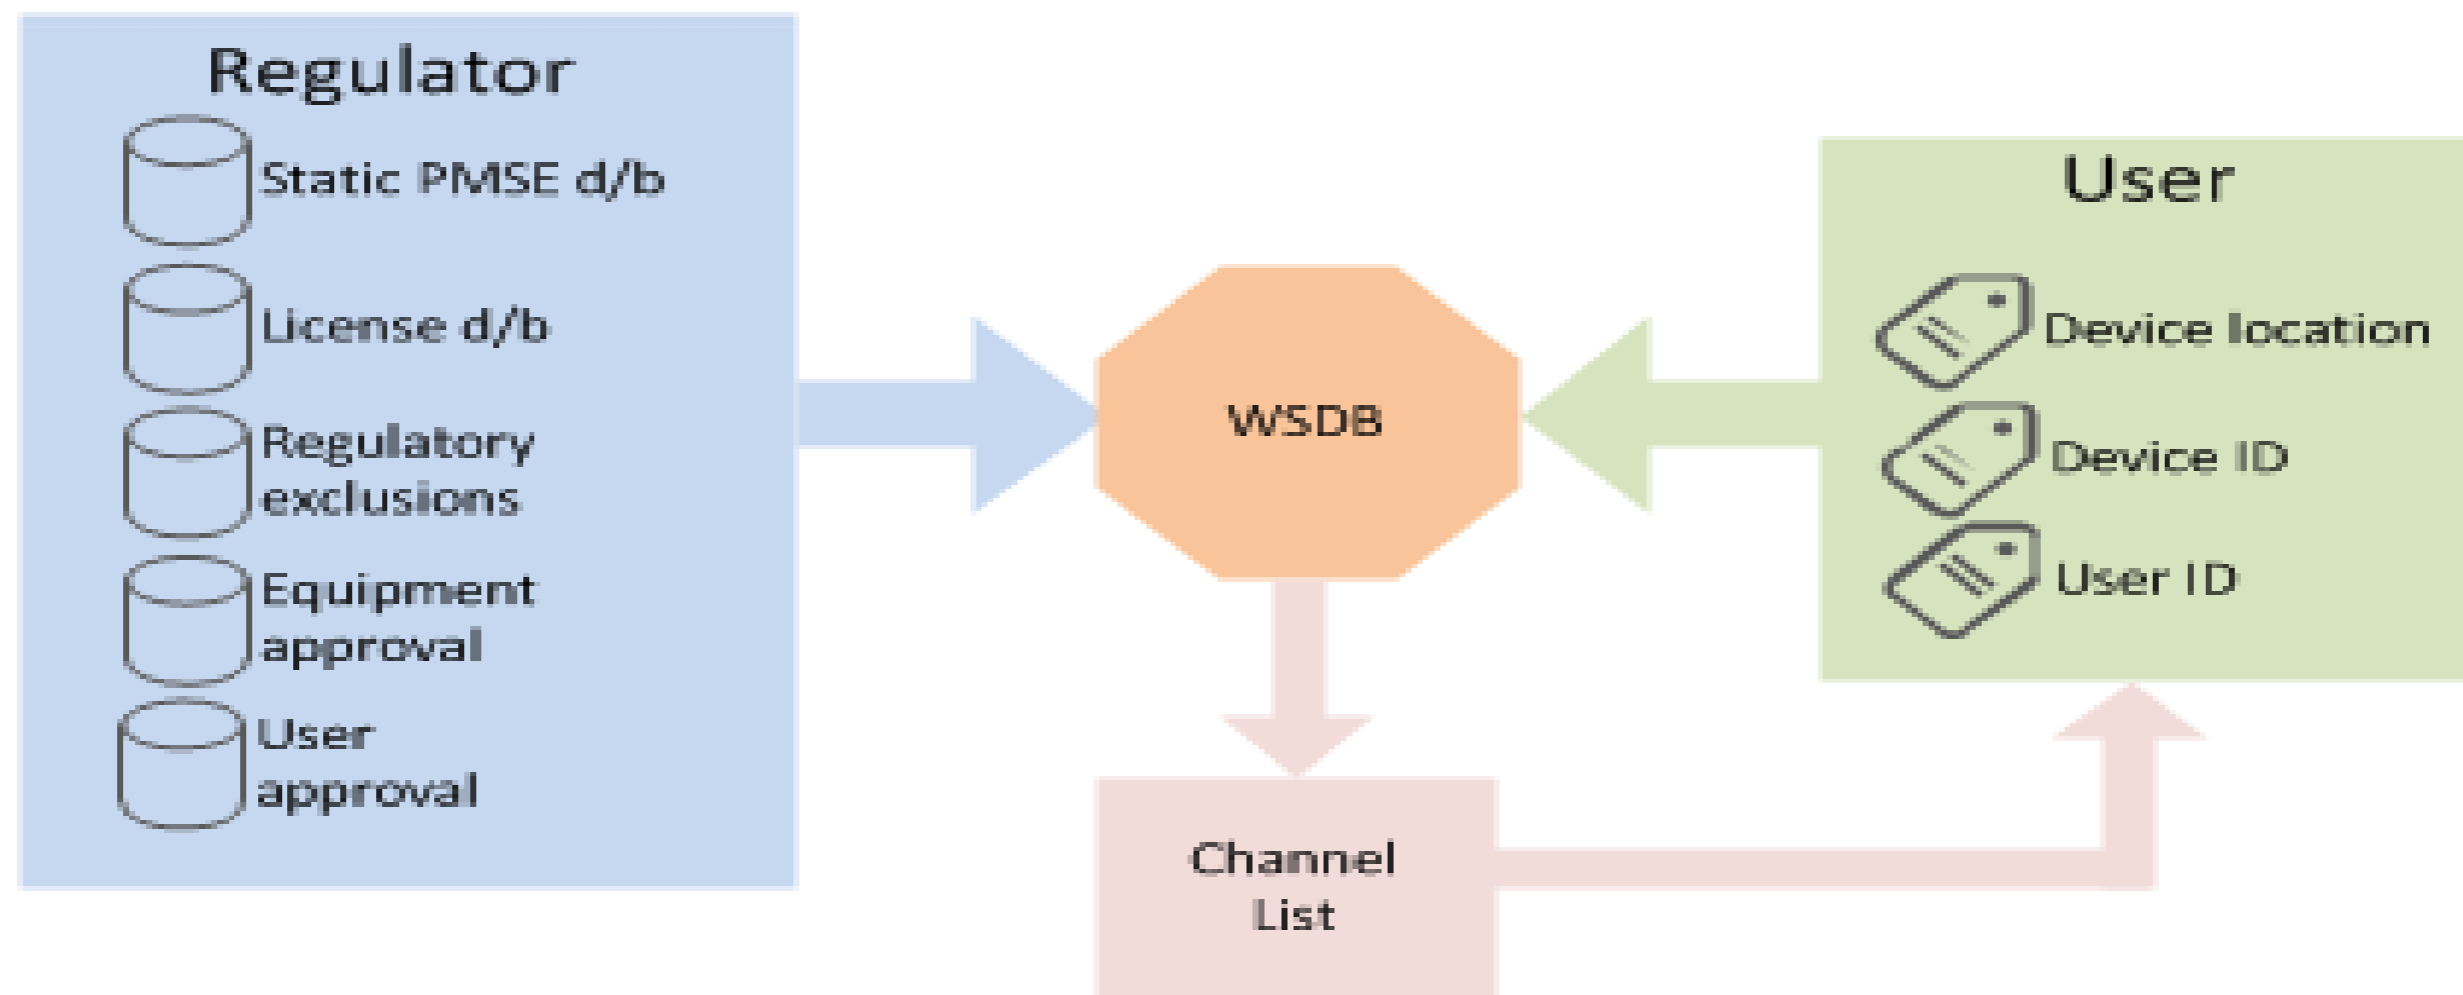 Regulator
Static PMSE d/b
License d/b
Regulatory
exclusions
Equipment
approval
User
approval
WSDB
Channel
List
User
Device location
Device ID
User ID